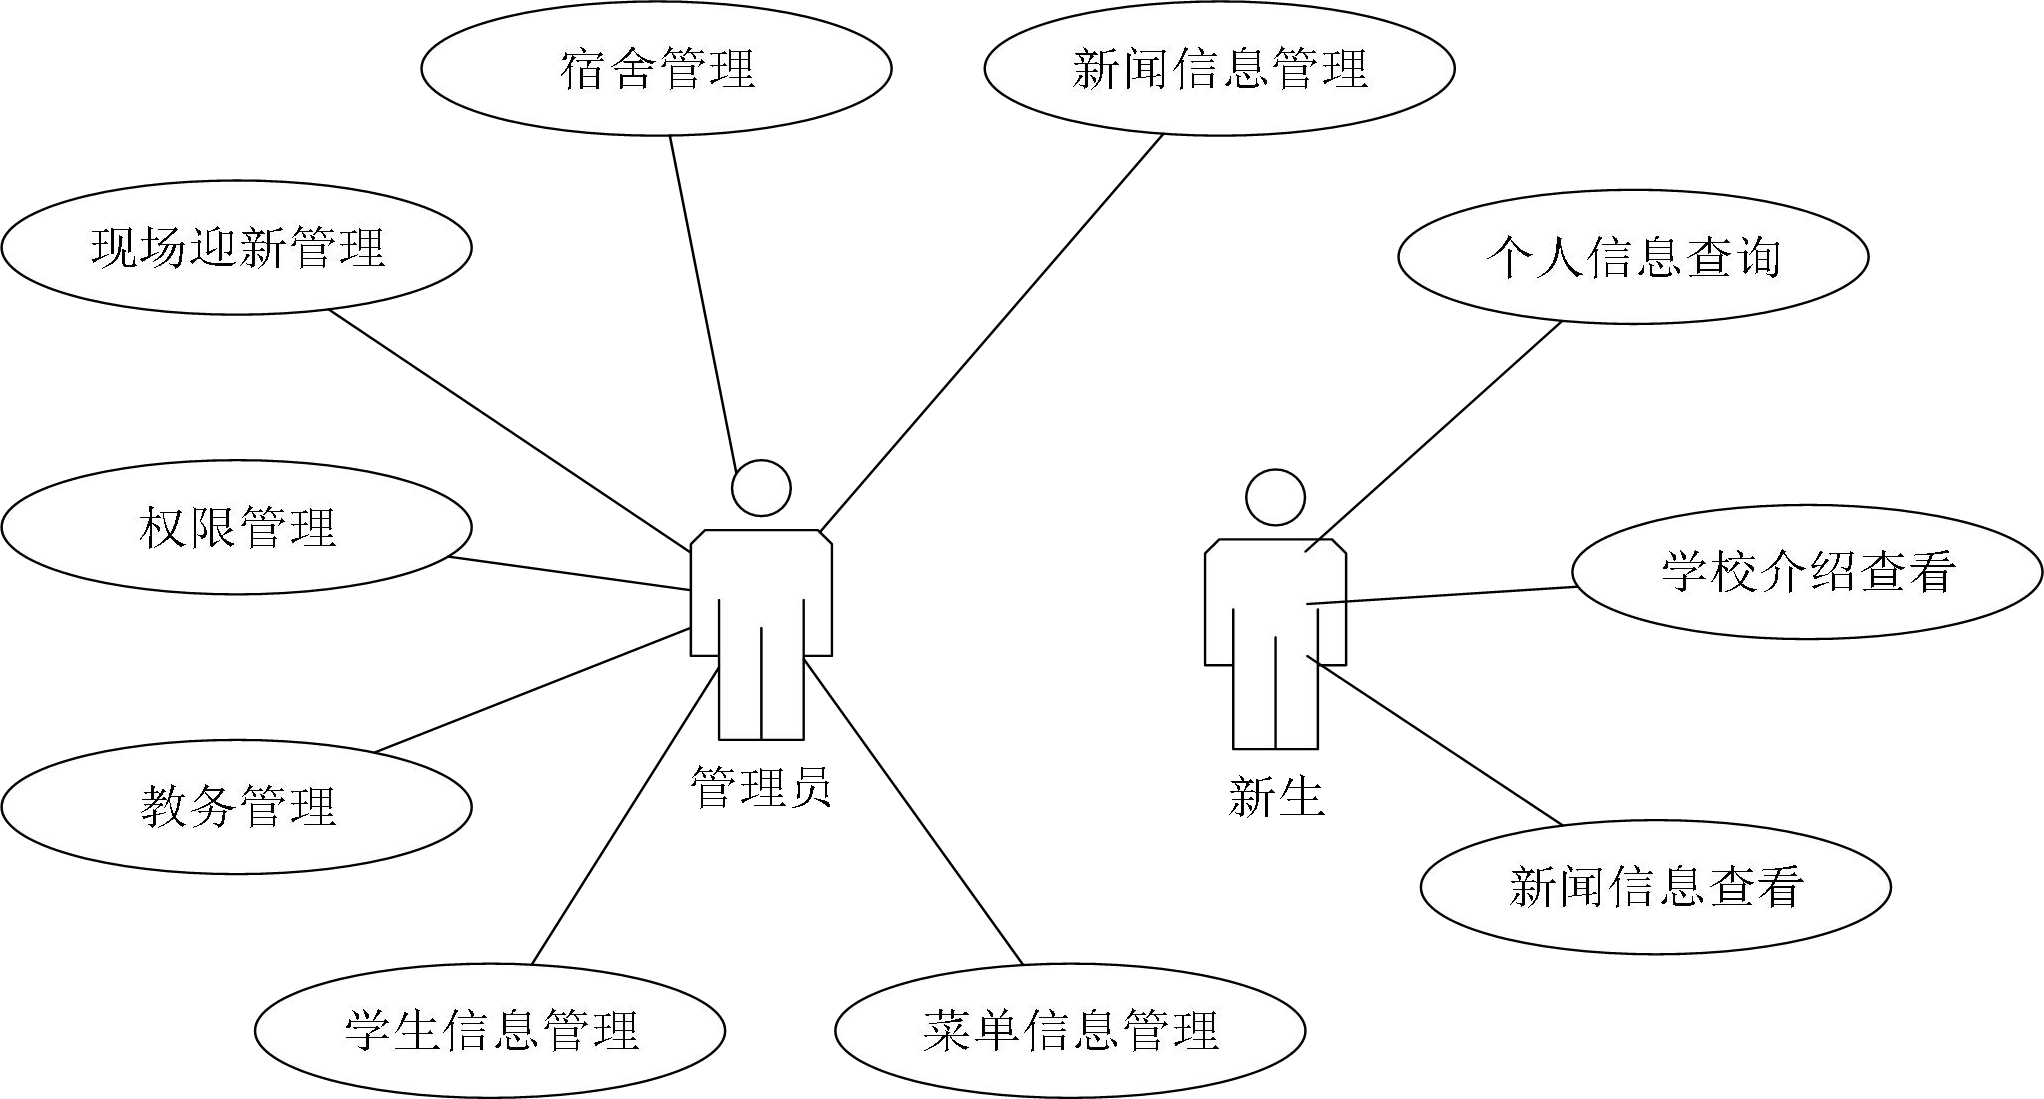 宿舍管理
新闻信息管理
现场迎新管理
个人信息查询
权限管理
学校介绍查看
管理员
新生
教务管理
新闻信息查看
学生信息管理
菜单信息管理